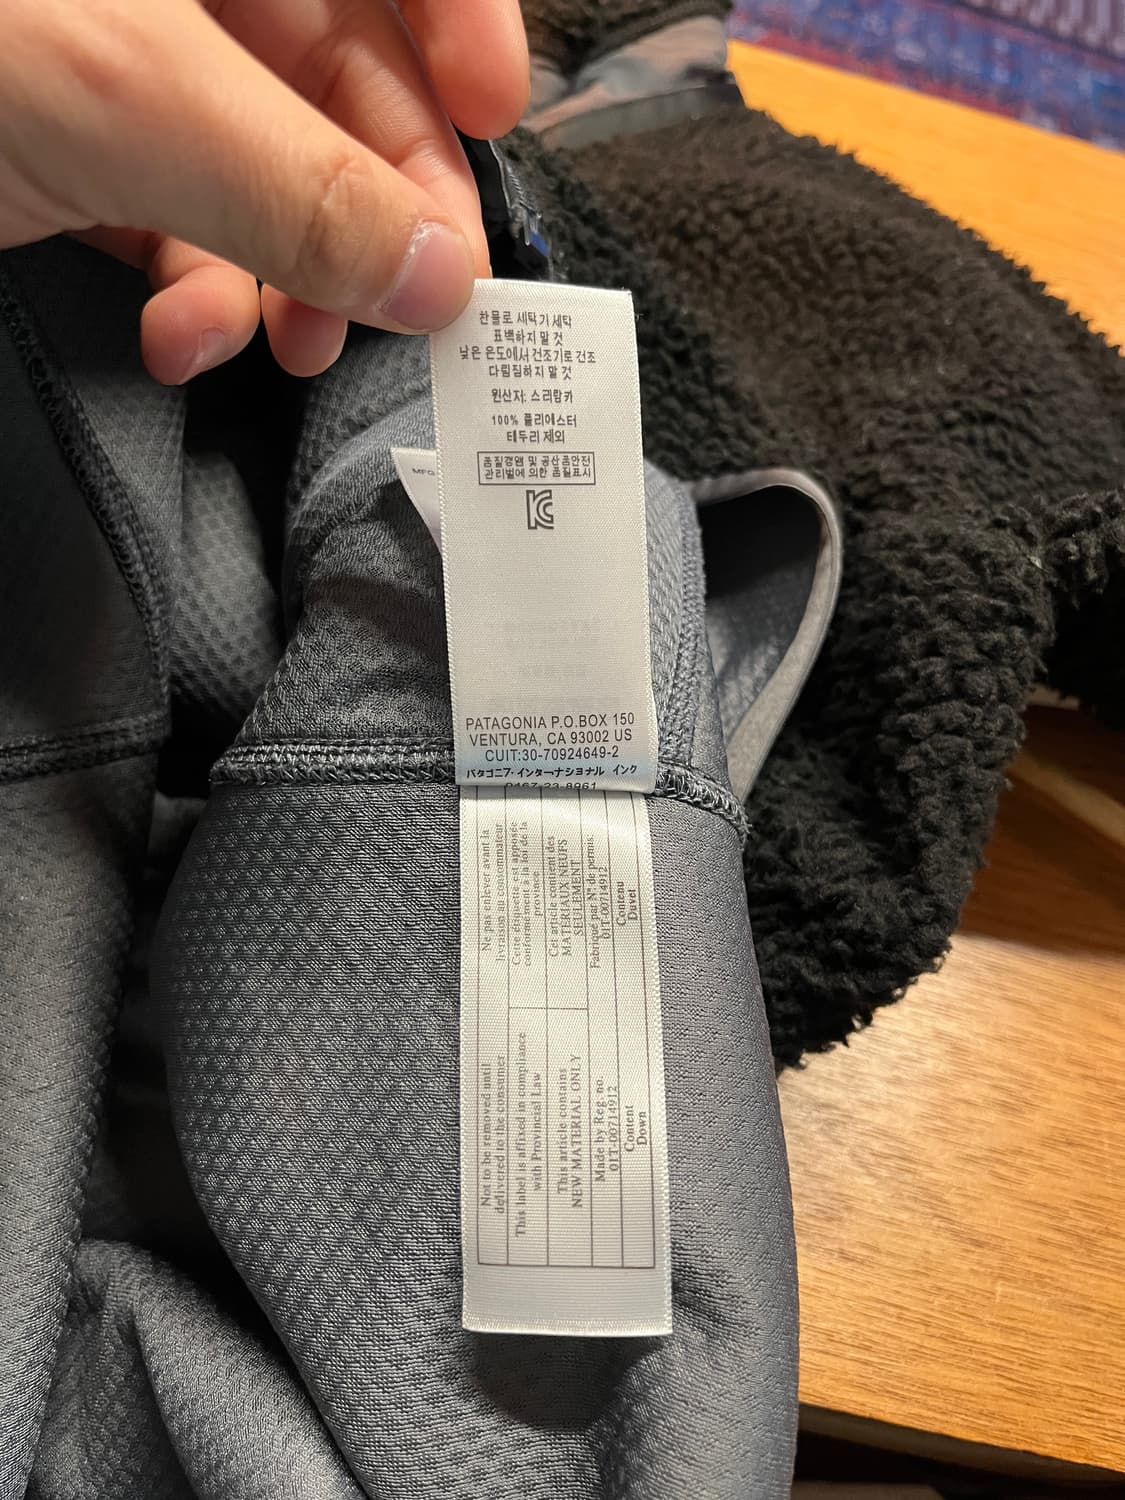 찬물로 세탁기 세탁
표백하지 말 것
낮은 온도에서 건조기로 건조
다림질하지 말 것
원산지: 스리랑카
100% 폴리에스터
테두리 제외
품질경영 및 공산품안전
관리법에 의한 품질표시
MFG
PATAGONIA P.O.BOX 150
VENTURA, CA 93002 US
CUIT:30-70924649-2
パタゴニア・インターナショナル インク
0467-23-8961
Ne pas enlever avant la
livraison au consommateur
Cette étiquette est apposée
conformément à la loi de la
province
Cet article contient des
MATÉRIAUX NEUFS
SEULEMENT
Fabriqué par Nº de permis:
01T-00714912
Contenu
Duvet
Not to be removed until
delivered to the consumer
This label is affixed in compliance
with Provincial Law
This article contains
NEW MATERIAL ONLY
Made by Reg. no.
01T-00714912
Content
Down